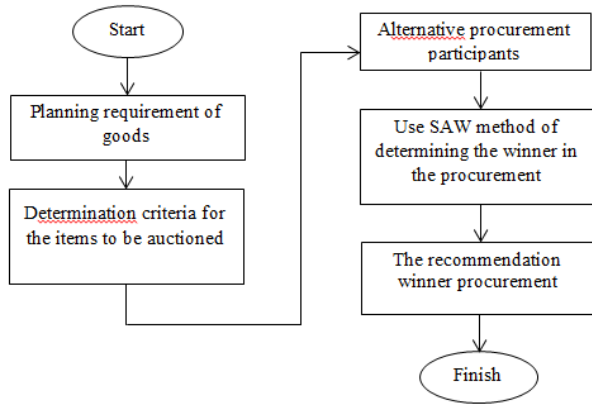 Start
Planning requirement of
goods
Determination criteria for
the items to be auctioned
Alternative procurement
participants
Use SAW method of
determining the winner in
the procurement
The recommendation
winner procurement
Finish